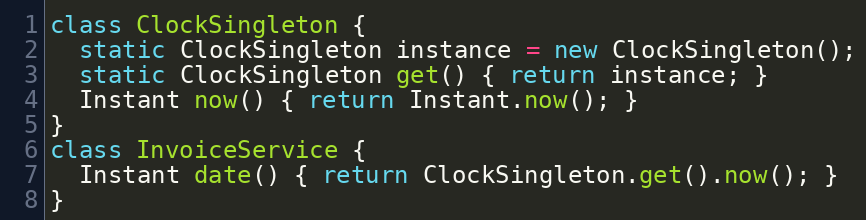 1 class ClockSingleton {
2   static ClockSingleton instance = new ClockSingleton();
3   static ClockSingleton get() { return instance; }
4   Instant now() { return Instant.now(); }
5 }
6 class InvoiceService {
7   Instant date() { return ClockSingleton.get().now(); }
8 }